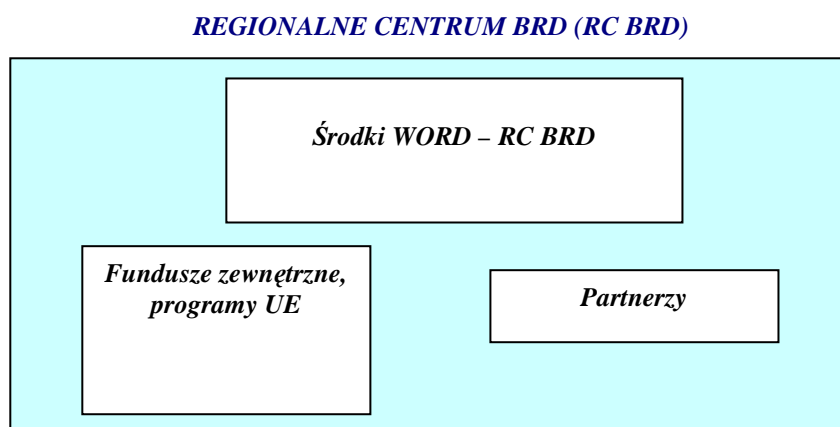 REGIONALNE CENTRUM BRD (RC BRD)
Środki WORD – RC BRD
Fundusze zewnętrzne,
programy UE
Partnerzy